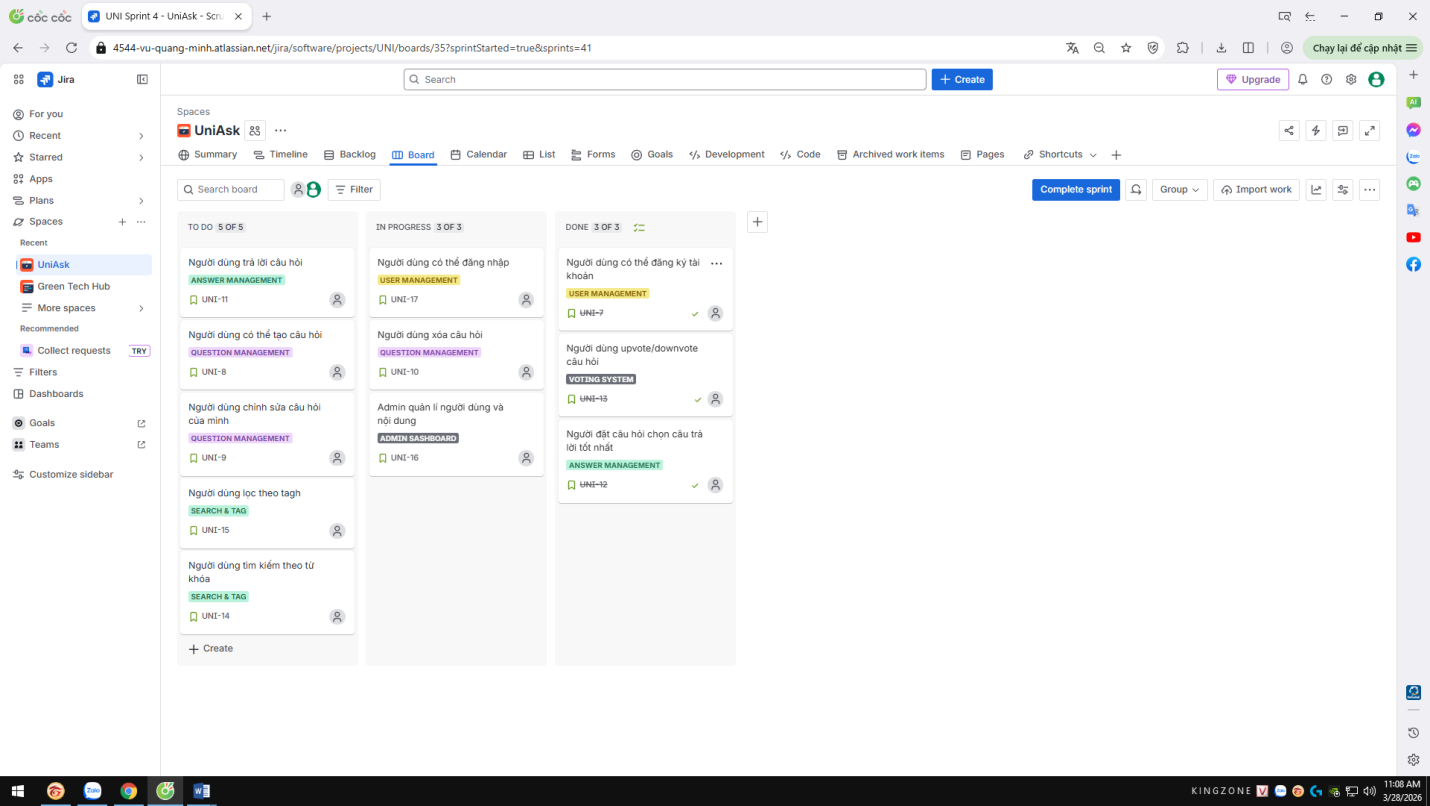 cốc cốc
UNI Sprint 4 - UniAsk - Scru
4544-vu-quang-minh.atlassian.net/jira/software/projects/UNI/boards/35?sprintStarted=true&sprints=41
Chạy lại để cập nhật
Jira
Search
Create
Upgrade
For you
Recent
Starred
Apps
Plans
Spaces
Recent
UniAsk
Green Tech Hub
More spaces
Recommended
Collect requests
TRY
Filters
Dashboards
Goals
Teams
Customize sidebar
Spaces
UniAsk
Summary
Timeline
Backlog
Board
Calendar
List
Forms
Goals
Development
Code
Archived work items
Pages
Shortcuts
Search board
Filter
Complete sprint
Group
Import work
TO DO 5 OF 5
Người dùng trả lời câu hỏi
ANSWER MANAGEMENT
UNI-11
Người dùng có thể tạo câu hỏi
QUESTION MANAGEMENT
UNI-8
Người dùng chỉnh sửa câu hỏi
của mình
QUESTION MANAGEMENT
UNI-9
Người dùng lọc theo tagh
SEARCH & TAG
UNI-15
Người dùng tìm kiếm theo từ
khóa
SEARCH & TAG
UNI-14
Create
IN PROGRESS 3 OF 3
Người dùng có thể đăng nhập
USER MANAGEMENT
UNI-17
Người dùng xóa câu hỏi
QUESTION MANAGEMENT
UNI-10
Admin quản lí người dùng và
nội dung
ADMIN SASHBOARD
UNI-16
DONE 3 OF 3
Người dùng có thể đăng ký tài
khoản
USER MANAGEMENT
UNI-7
Người dùng upvote/downvote
câu hỏi
VOTING SYSTEM
UNI-13
Người đặt câu hỏi chọn câu trả
lời tốt nhất
ANSWER MANAGEMENT
UNI-12
AI
Zalo
Zalo
W
KINGZONE
V
11:08 AM
3/28/2026